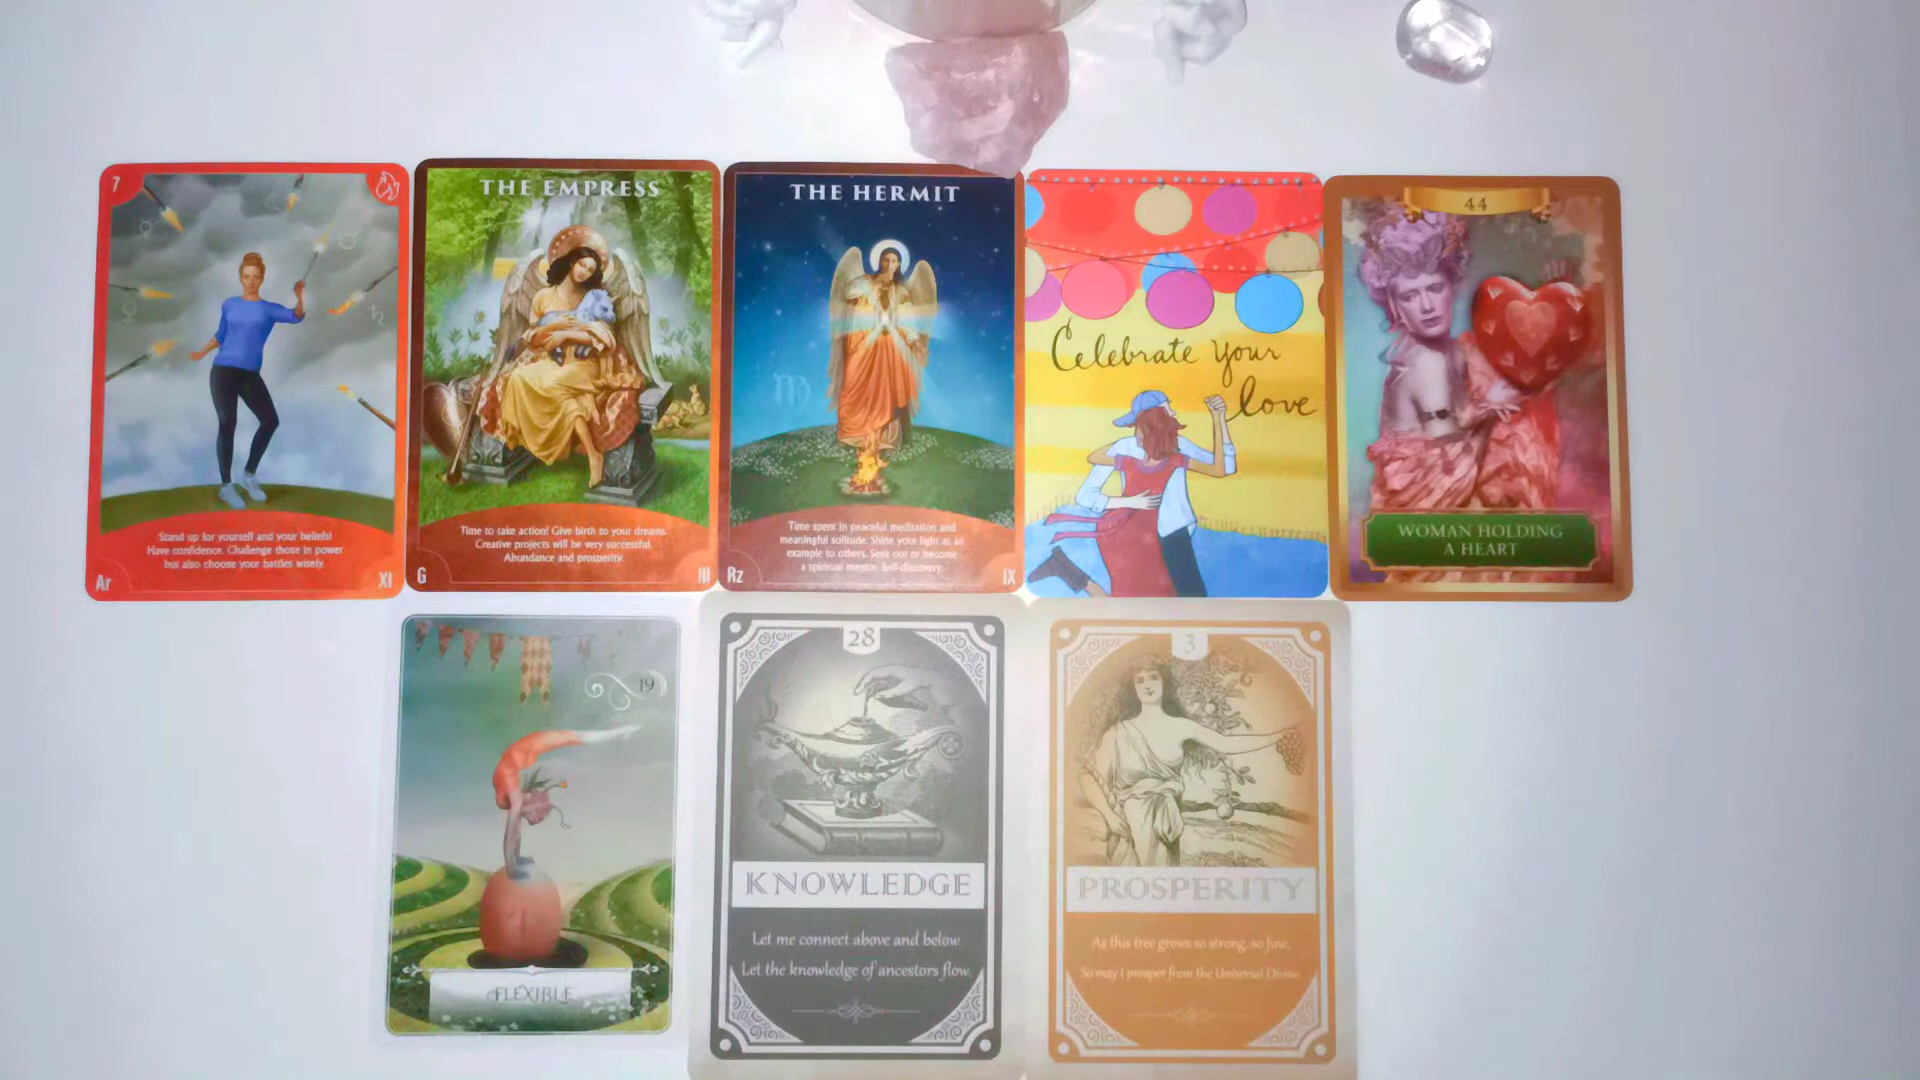 7
Stand up for yourself and your beliefs!
Have confidence. Challenge those in power
but also choose your battles wisely.
Ar
XI
THE EMPRESS
Time to take action! Give birth to your dreams.
Creative projects will be very successful.
Abundance and prosperity.
G
III
THE HERMIT
Time spent in peaceful meditation and
meaningful solitude. Shine your light as an
example to others. Seek out or become
a spiritual mentor. Self-discovery.
Rz
IX
Celebrate your
love
44
WOMAN HOLDING
A HEART
19
FLEXIBLE
28
KNOWLEDGE
Let me connect above and below
Let the knowledge of ancestors flow.
3
PROSPERITY
As this tree grows so strong, so fine,
So may I prosper from the Universal Divine.